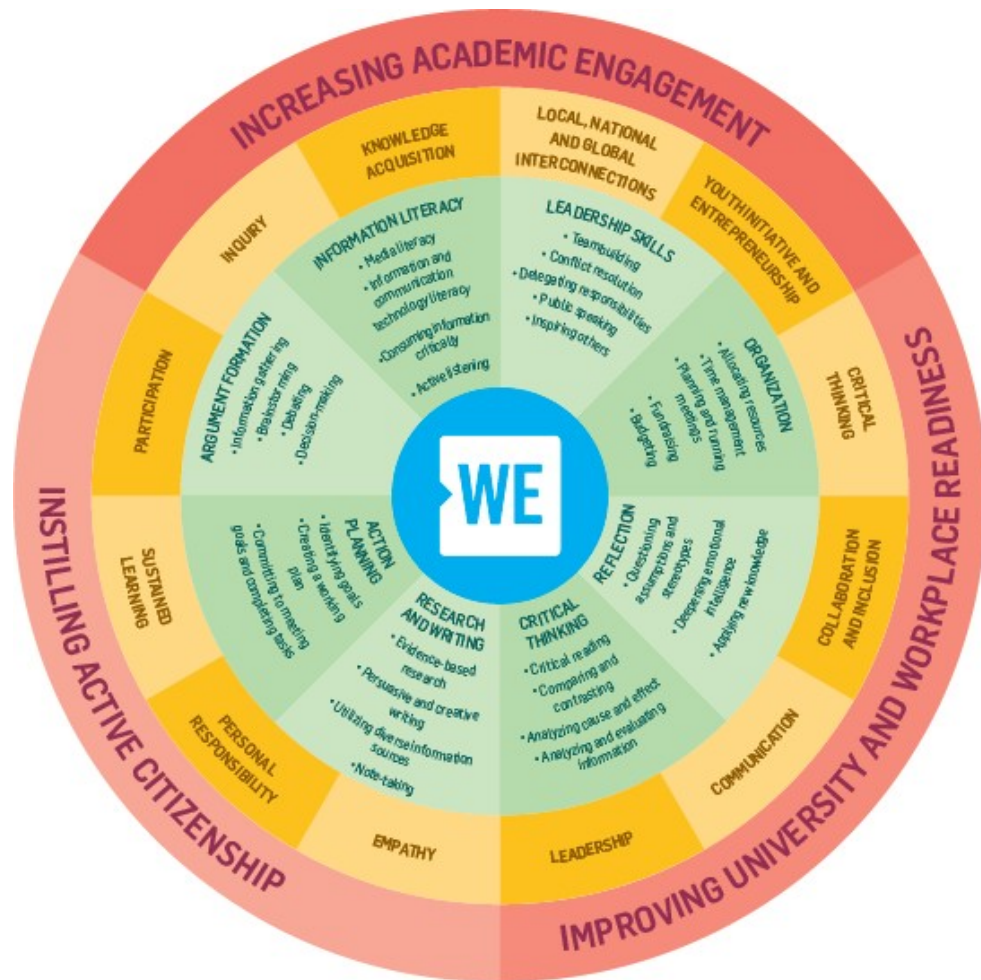 INCREASING ACADEMIC ENGAGEMENT
IMPROVING UNIVERSITY AND WORKPLACE READINESS
INSTILLING ACTIVE CITIZENSHIP
KNOWLEDGE
ACQUISITION
LOCAL, NATIONAL
AND GLOBAL
INTERCONNECTIONS
YOUTH INITIATIVE AND
ENTREPRENEURSHIP
CRITICAL
THINKING
COLLABORATION
AND INCLUSION
COMMUNICATION
LEADERSHIP
EMPATHY
PERSONAL
RESPONSIBILITY
SUSTAINED
LEARNING
PARTICIPATION
INQUIRY
INFORMATION LITERACY
• Media literacy
• Information and
communication
technology literacy
• Consuming information
critically
• Active listening
LEADERSHIP SKILLS
• Teambuilding
• Conflict resolution
• Delegating responsibilities
• Public speaking
• Inspiring others
ORGANIZATION
• Allocating resources
• Time management
• Planning and running
meetings
• Fundraising
• Budgeting
REFLECTION
• Questioning
assumptions and
stereotypes
• Deepening emotional
intelligence
• Applying new knowledge
CRITICAL
THINKING
• Critical reading
• Comparing and
contrasting
• Analyzing cause and effect
• Analyzing and evaluating
information
RESEARCH
AND WRITING
• Evidence-based
research
• Persuasive and creative
writing
• Utilizing diverse information
sources
• Note-taking
ACTION
PLANNING
• Identifying goals
• Creating a working
plan
• Committing to meeting
goals and completing tasks
ARGUMENT FORMATION
• Information gathering
• Brainstorming
• Debating
• Decision-making
WE